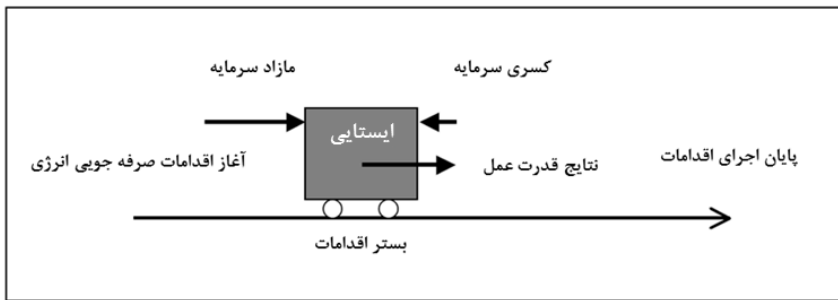 کسری سرمایه
مازاد سرمایه
ایستایی
پایان اجرای اقدامات
نتایج قدرت عمل
آغاز اقدامات صرفه جویی انرژی
بستر اقدامات